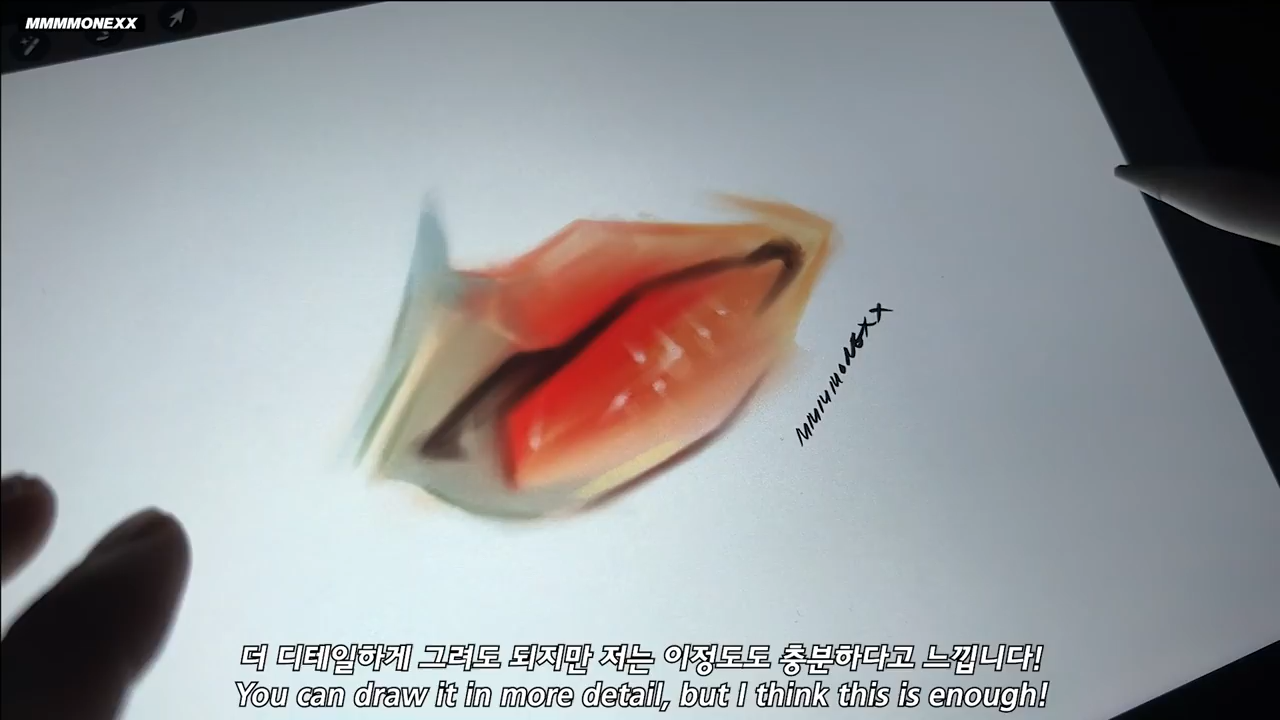 MMMMONEXX
MMMMONEXX
더 디테일하게 그려도 되지만 저는 이정도도 충분하다고 느낍니다!
You can draw it in more detail, but I think this is enough!